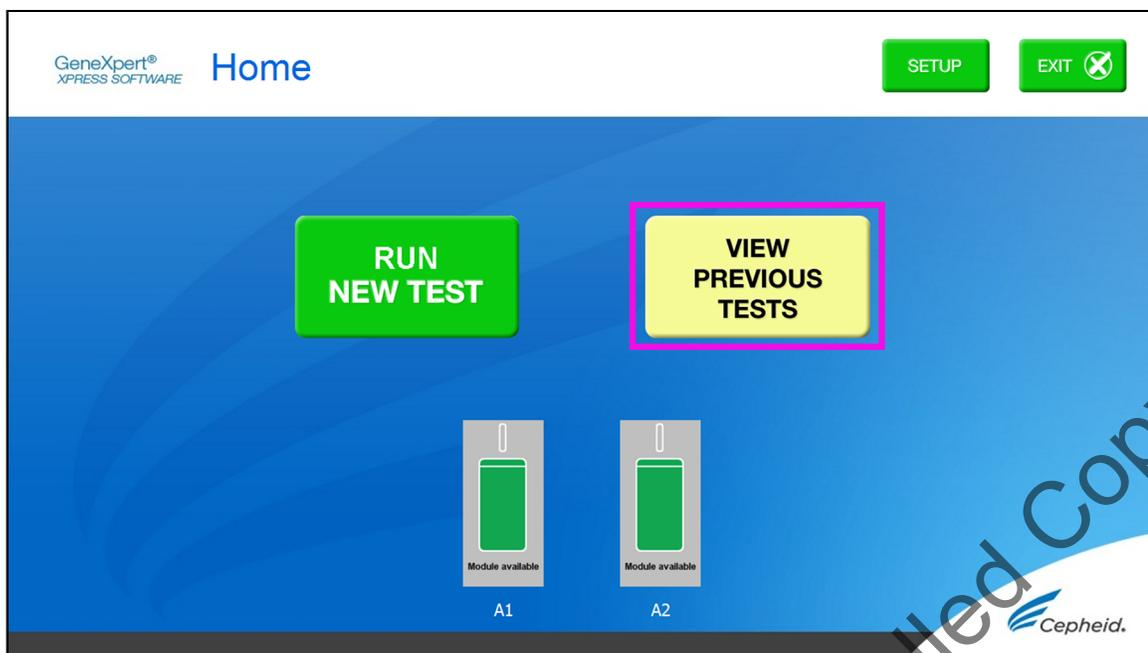 GeneXpert®
XPRESS SOFTWARE
Home
SETUP
EXIT
RUN
NEW TEST
VIEW
PREVIOUS
TESTS
Module available
Module available
A1
A2
Cepheid.